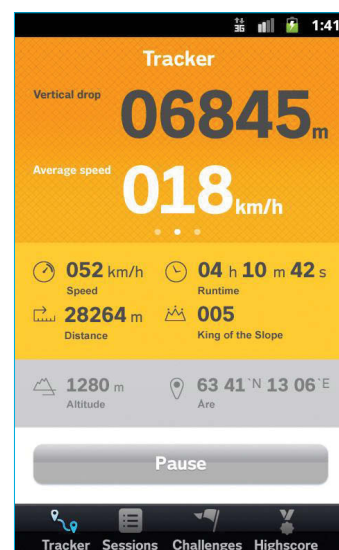 3G 1:41
Tracker
Vertical drop
06845m
Average speed
018km/h
052 km/h 04 h 10 m 42 s
Speed Runtime
28264 m 005
Distance King of the Slope
1280 m 63 41´N 13 06´E
Altitude Åre
Pause
Tracker Sessions Challenges Highscore